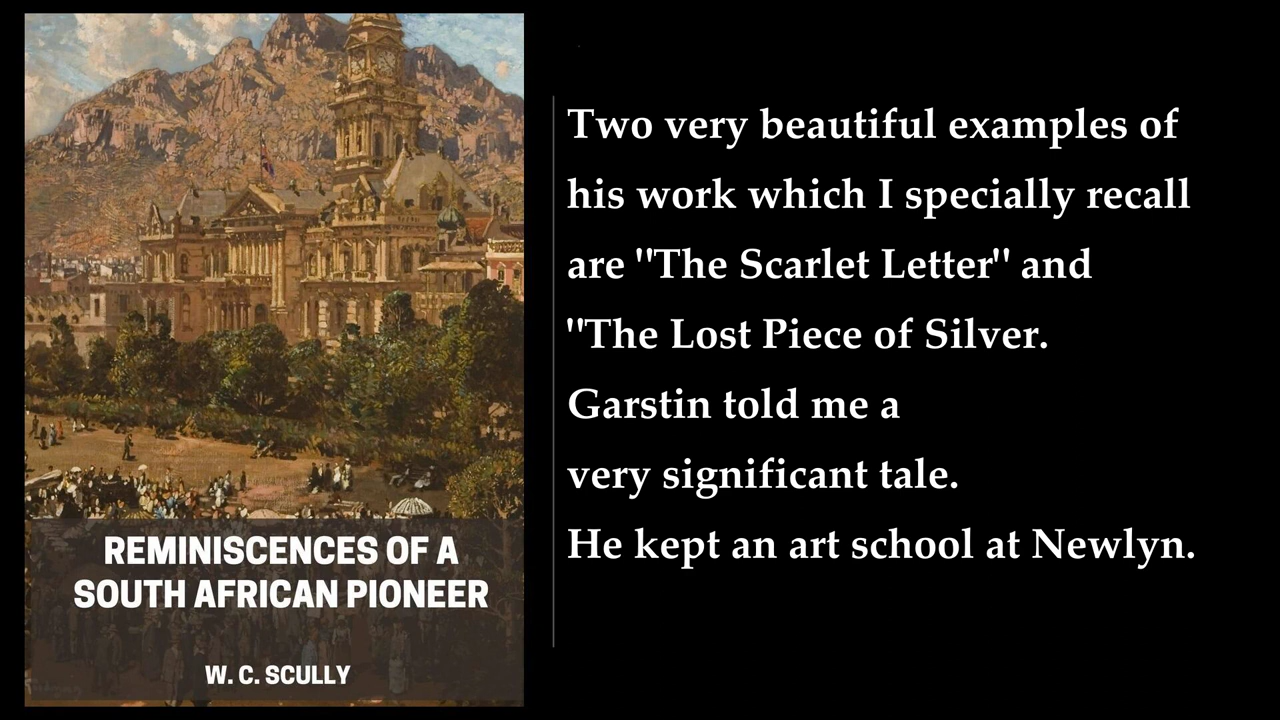 REMINISCENCES OF A
SOUTH AFRICAN PIONEER
W. C. SCULLY
Two very beautiful examples of
his work which I specially recall
are "The Scarlet Letter" and
"The Lost Piece of Silver.
Garstin told me a
very significant tale.
He kept an art school at Newlyn.